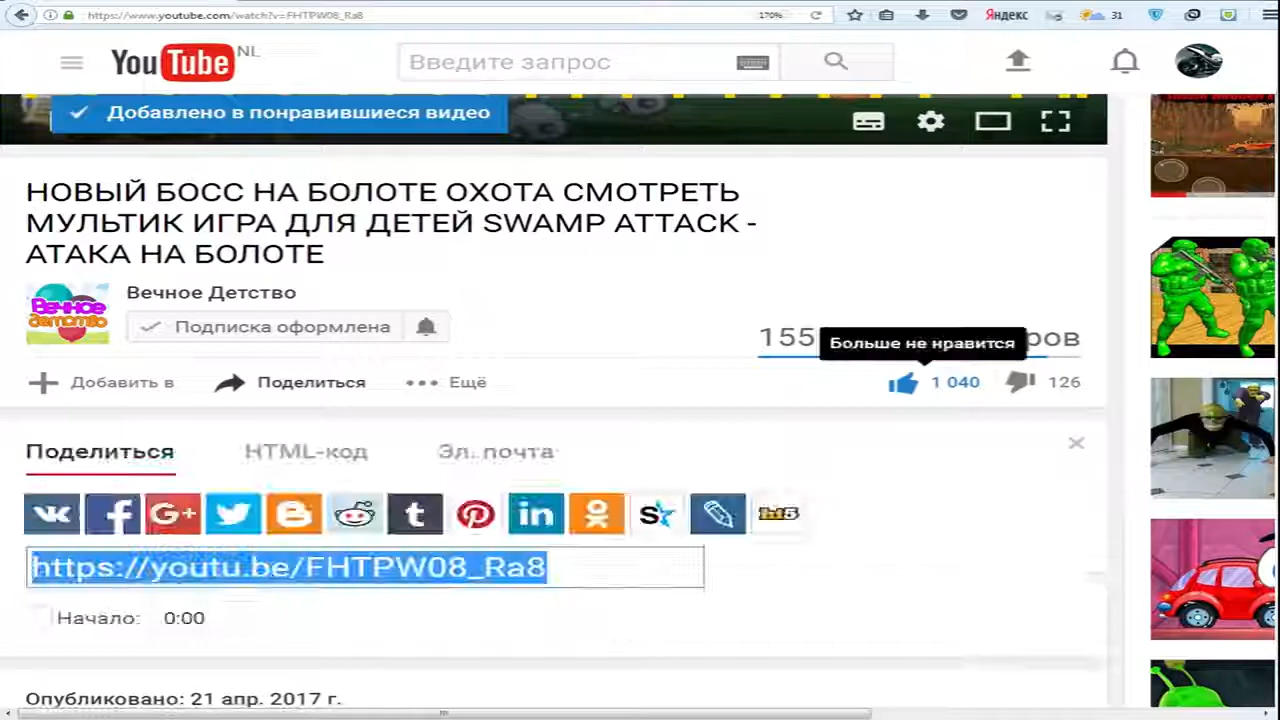 https://www.youtube.com/watch?v=FHTPW08_Ra8
170%
Яндекс
31
YouTube NL
Введите запрос
Добавлено в понравившиеся видео
НОВЫЙ БОСС НА БОЛОТЕ ОХОТА СМОТРЕТЬ
МУЛЬТИК ИГРА ДЛЯ ДЕТЕЙ SWAMP ATTACK -
АТАКА НА БОЛОТЕ
Вечное Детство
Вечное
детство
Подписка оформлена
155
ров
Больше не нравится
Добавить в
Поделиться
Ещё
1 040
126
Поделиться
HTML-код
Эл. почта
https://youtu.be/FHTPW08_Ra8
Начало: 0:00
Опубликовано: 21 апр. 2017 г.